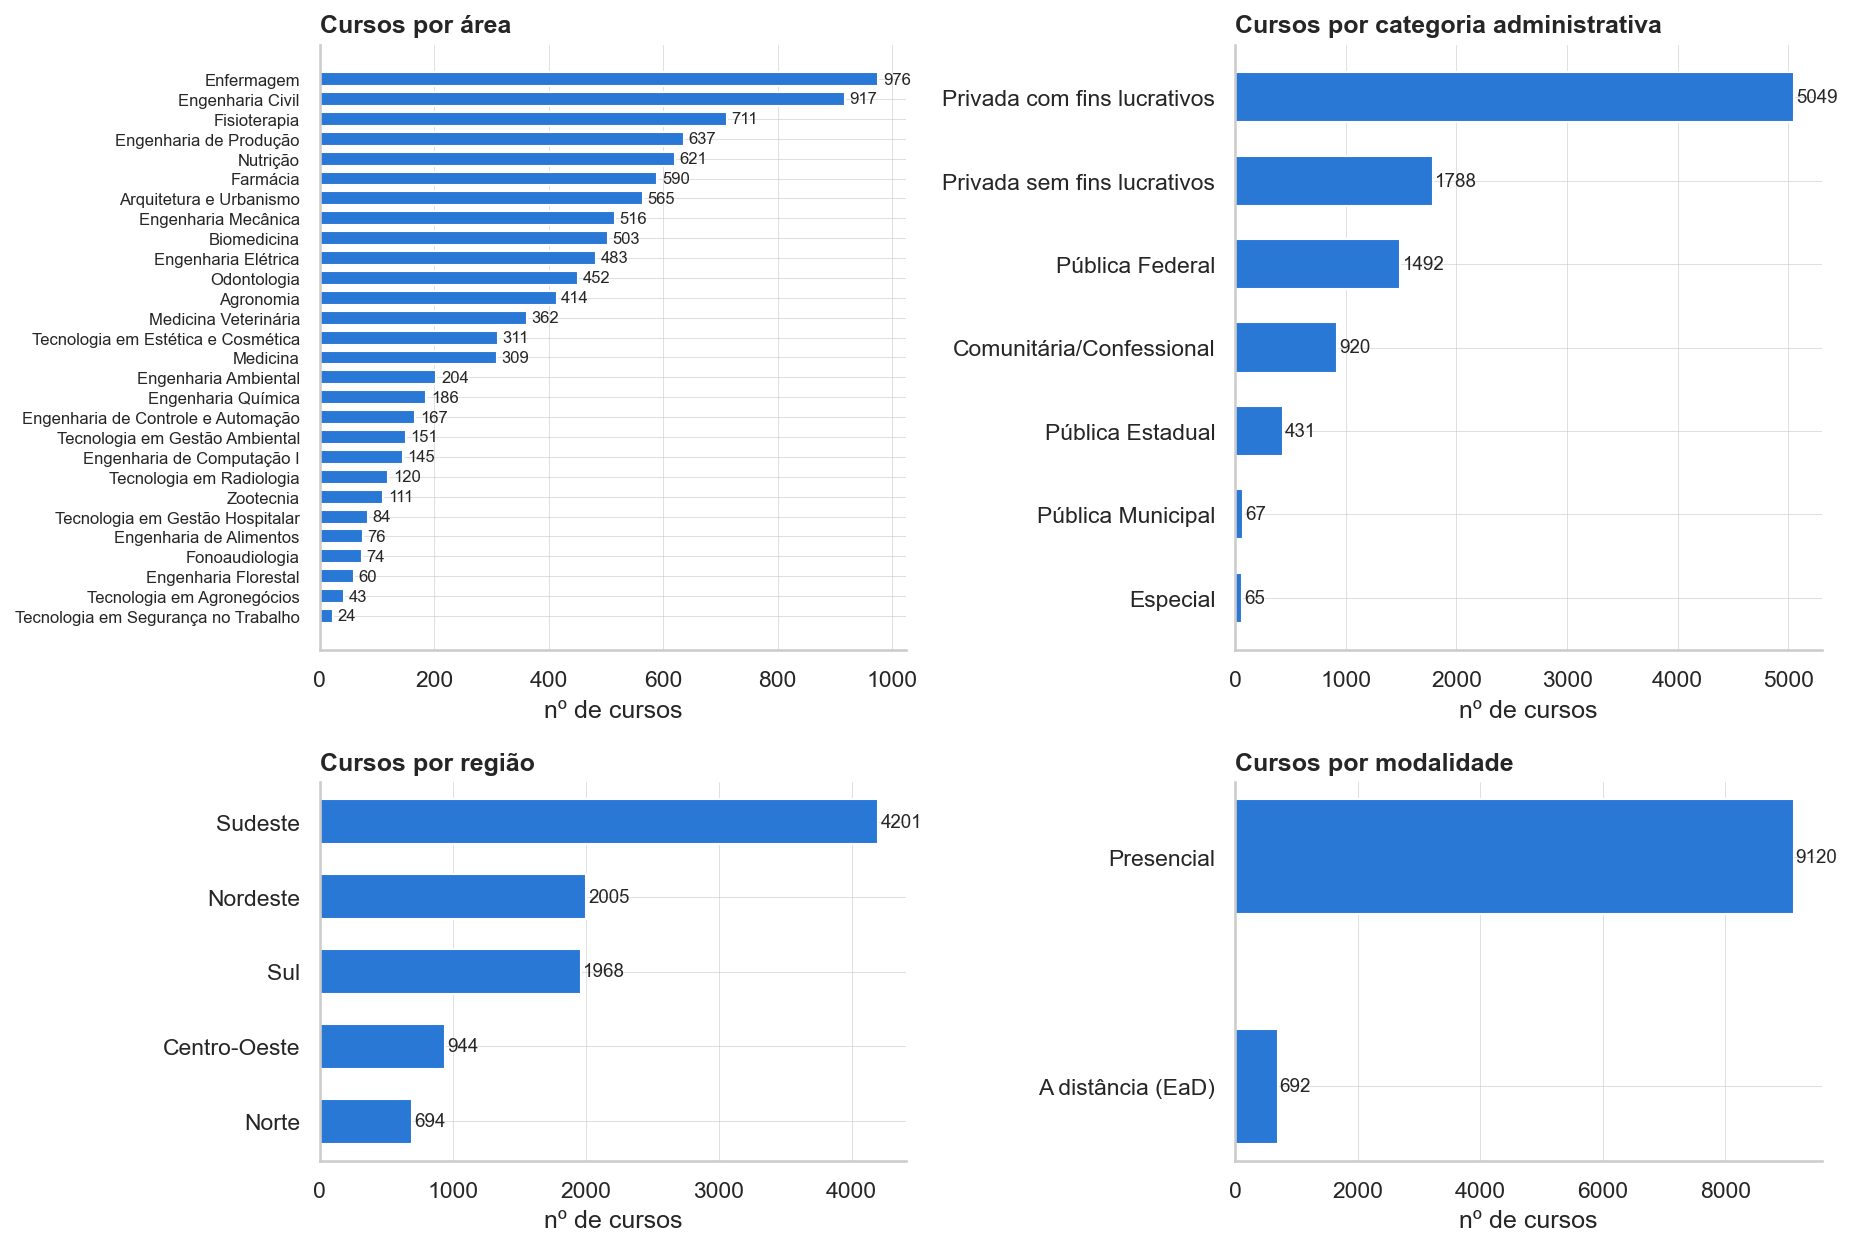 Cursos por área
Enfermagem 976
Engenharia Civil 917
Fisioterapia 711
Engenharia de Produção 637
Nutrição 621
Farmácia 590
Arquitetura e Urbanismo 565
Engenharia Mecânica 516
Biomedicina 503
Engenharia Elétrica 483
Odontologia 452
Agronomia 414
Medicina Veterinária 362
Tecnologia em Estética e Cosmética 311
Medicina 309
Engenharia Ambiental 204
Engenharia Química 186
Engenharia de Controle e Automação 167
Tecnologia em Gestão Ambiental 151
Engenharia de Computação I 145
Tecnologia em Radiologia 120
Zootecnia 111
Tecnologia em Gestão Hospitalar 84
Engenharia de Alimentos 76
Fonoaudiologia 74
Engenharia Florestal 60
Tecnologia em Agronegócios 43
Tecnologia em Segurança no Trabalho 24
0 200 400 600 800 1000
nº de cursos
Cursos por categoria administrativa
Privada com fins lucrativos 5049
Privada sem fins lucrativos 1788
Pública Federal 1492
Comunitária/Confessional 920
Pública Estadual 431
Pública Municipal 67
Especial 65
0 1000 2000 3000 4000 5000
nº de cursos
Cursos por região
Sudeste 4201
Nordeste 2005
Sul 1968
Centro-Oeste 944
Norte 694
0 1000 2000 3000 4000
nº de cursos
Cursos por modalidade
Presencial 9120
A distância (EaD) 692
0 2000 4000 6000 8000
nº de cursos